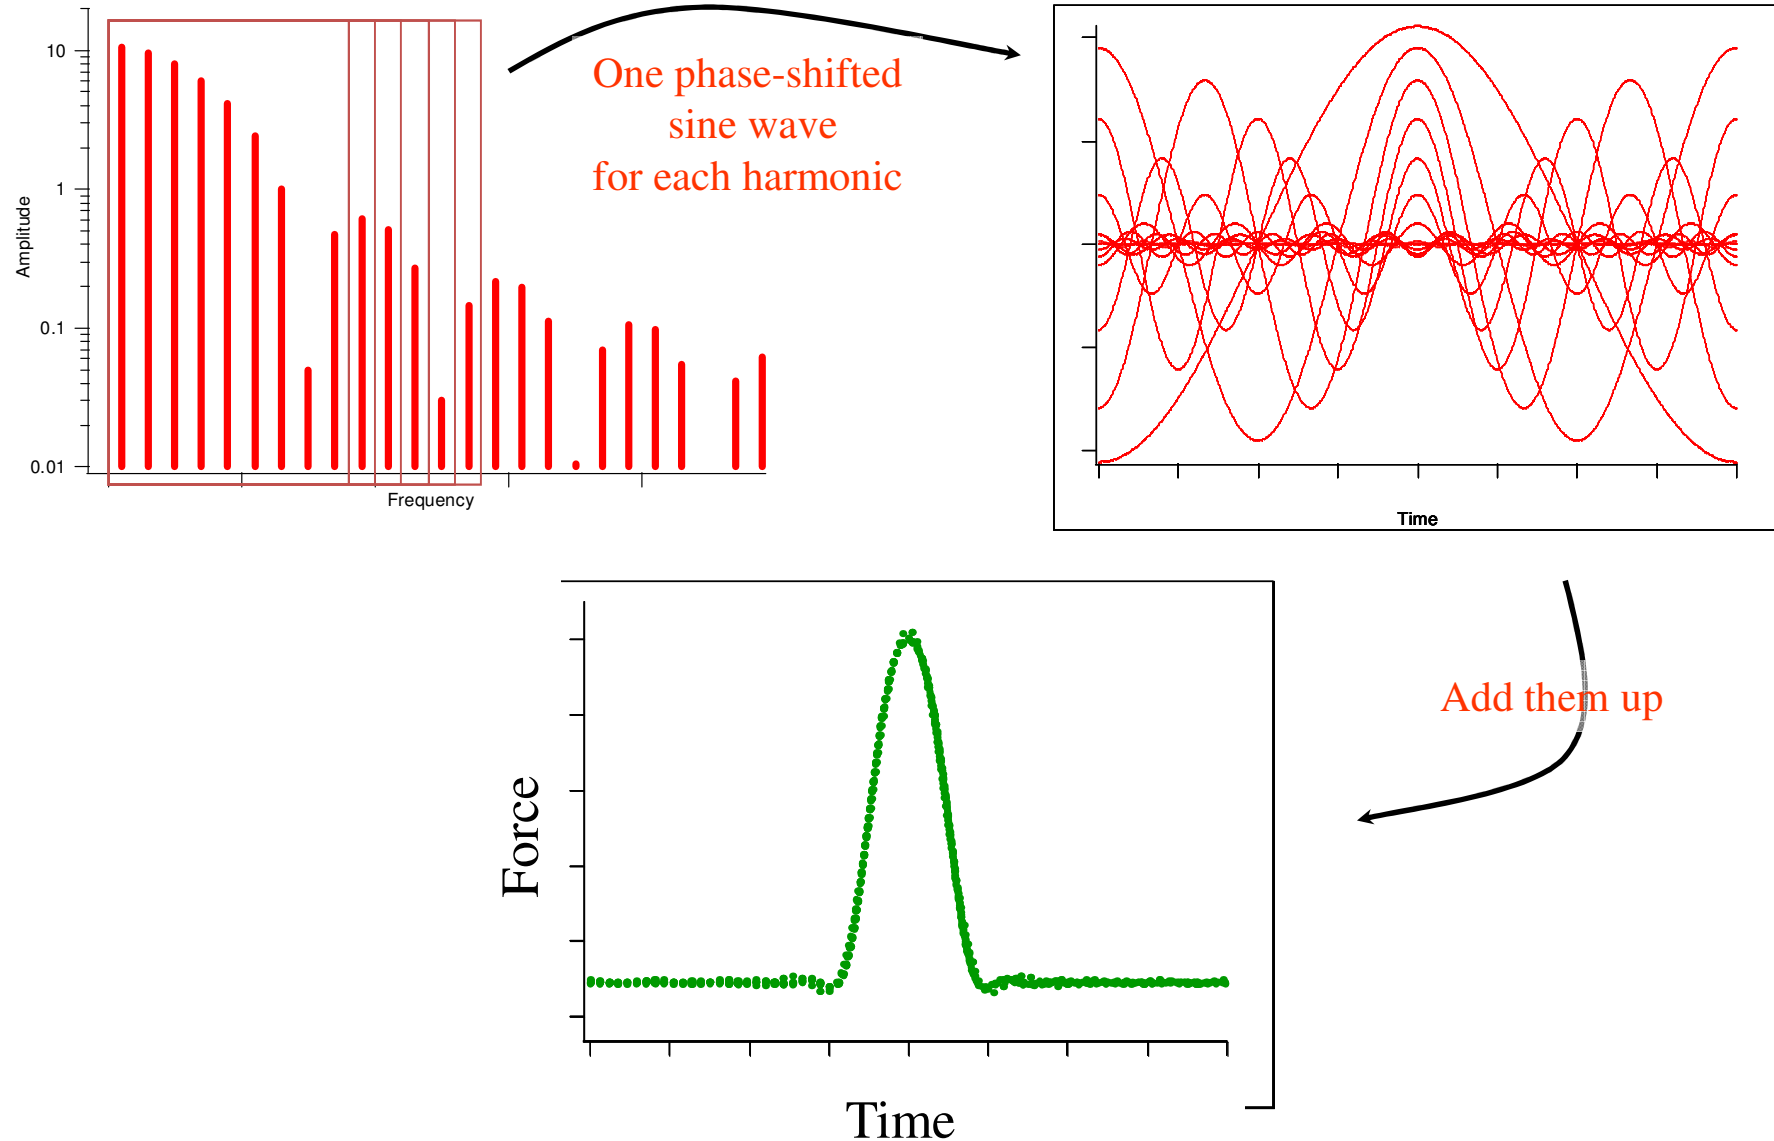 10
1
0.1
0.01
Amplitude
Frequency
One phase-shifted
sine wave
for each harmonic
Time
Add them up
Force
Time